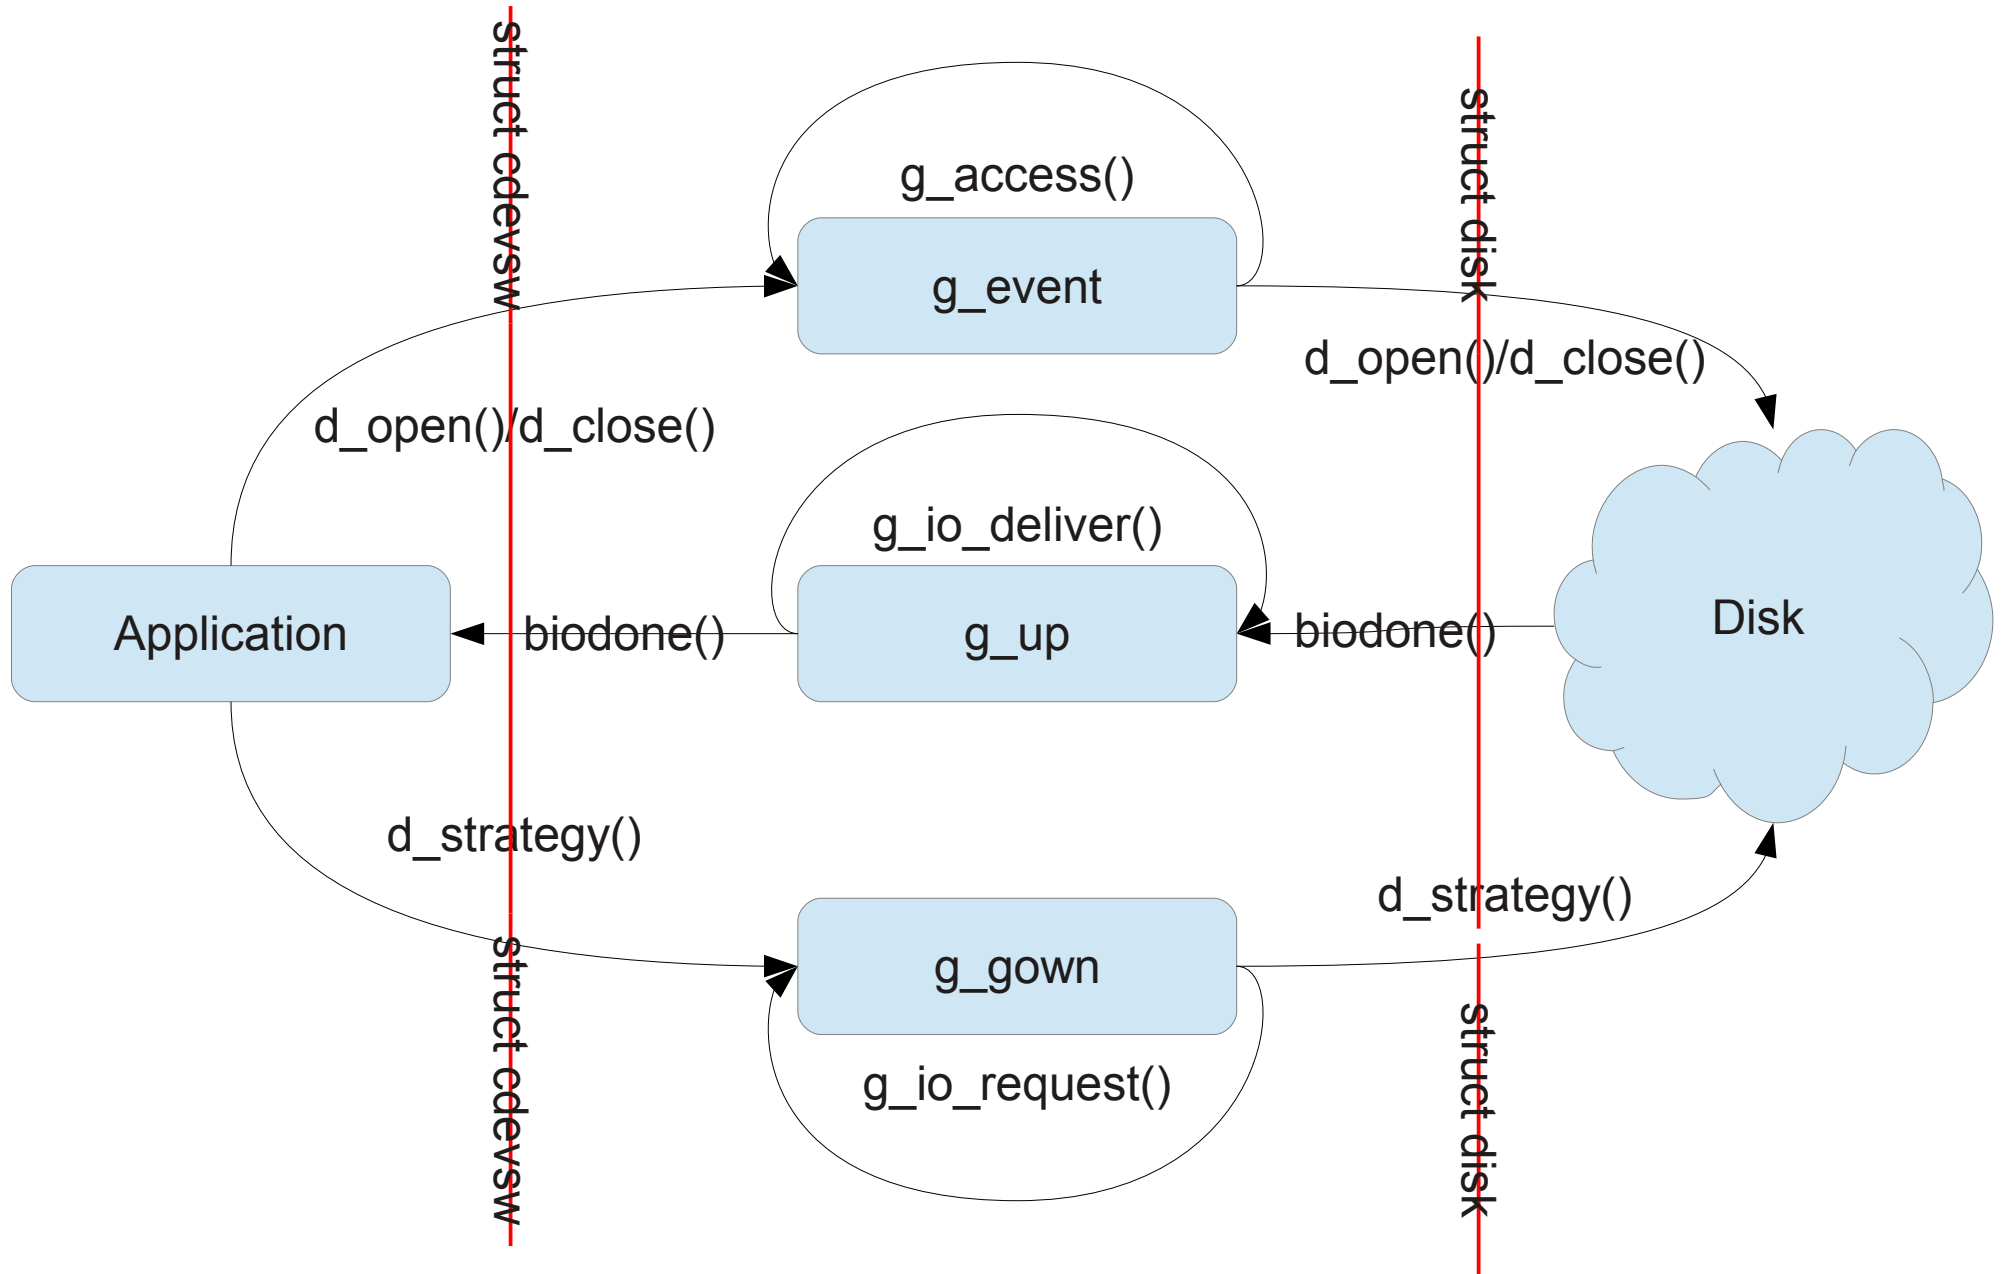 struct cdevsw
struct disk
g_access()
g_event
d_open()/d_close()
d_open()/d_close()
g_io_deliver()
Application
biodone()
g_up
biodone()
Disk
d_strategy()
d_strategy()
g_gown
g_io_request()
struct cdevsw
struct disk